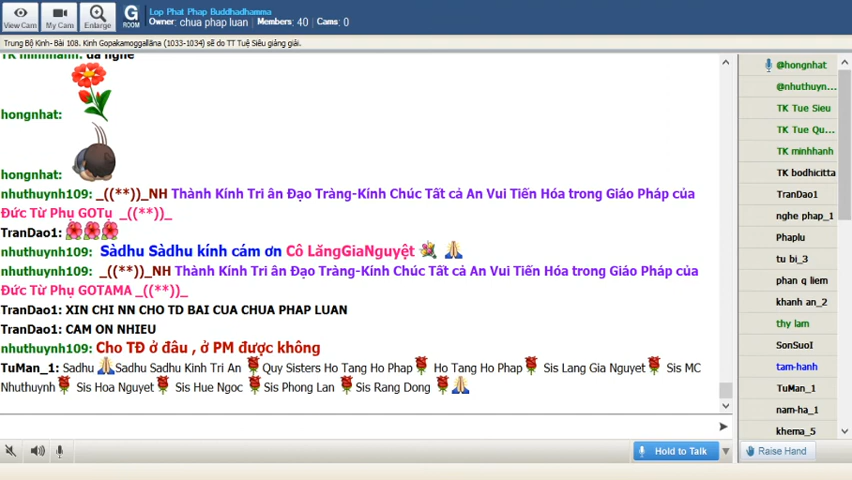 View Cam
My Cam
Enlarge
G
ROOM
Lop Phat Phap Buddhadhamma
Owner: chua phap luan Members: 40 Cams: 0
Trung Bộ Kinh- Bài 108. Kinh Gopakamoggallāna (1033-1034) sẽ do TT Tuệ Siêu giảng giải.
TK minhhanh: da nghe
hongnhat:
hongnhat:
nhuthuynh109: _((**))_NH Thành Kính Tri ân Đạo Tràng-Kính Chúc Tất cả An Vui Tiến Hóa trong Giáo Pháp của
Đức Từ Phụ GOTụ _((**))_
TranDao1:
nhuthuynh109: Sàdhu Sàdhu kính cám ơn Cô LăngGiaNguyệt
nhuthuynh109: _((**))_NH Thành Kính Tri ân Đạo Tràng-Kính Chúc Tất cả An Vui Tiến Hóa trong Giáo Pháp của
Đức Từ Phụ GOTAMA _((**))_
TranDao1: XIN CHI NN CHO TD BAI CUA CHUA PHAP LUAN
TranDao1: CAM ON NHIEU
nhuthuynh109: Cho TĐ ở đâu , ở PM được không
TuMan_1: Sadhu Sadhu Sadhu Kinh Tri An Quy Sisters Ho Tang Ho Phap Ho Tang Ho Phap Sis Lang Gia Nguyet Sis MC
Nhuthuynh Sis Hoa Nguyet Sis Hue Ngoc Sis Phong Lan Sis Rang Dong
@hongnhat
@nhuthuyn...
TK Tue Sieu
TK Tue Qu...
TK minhhanh
TK bodhicitta
TranDao1
nghe phap_1
Phaplu
tu bi_3
phan q liem
khanh an_2
thy lam
SonSuoI
tam-hanh
TuMan_1
nam-ha_1
khema_5
Hold to Talk
Raise Hand